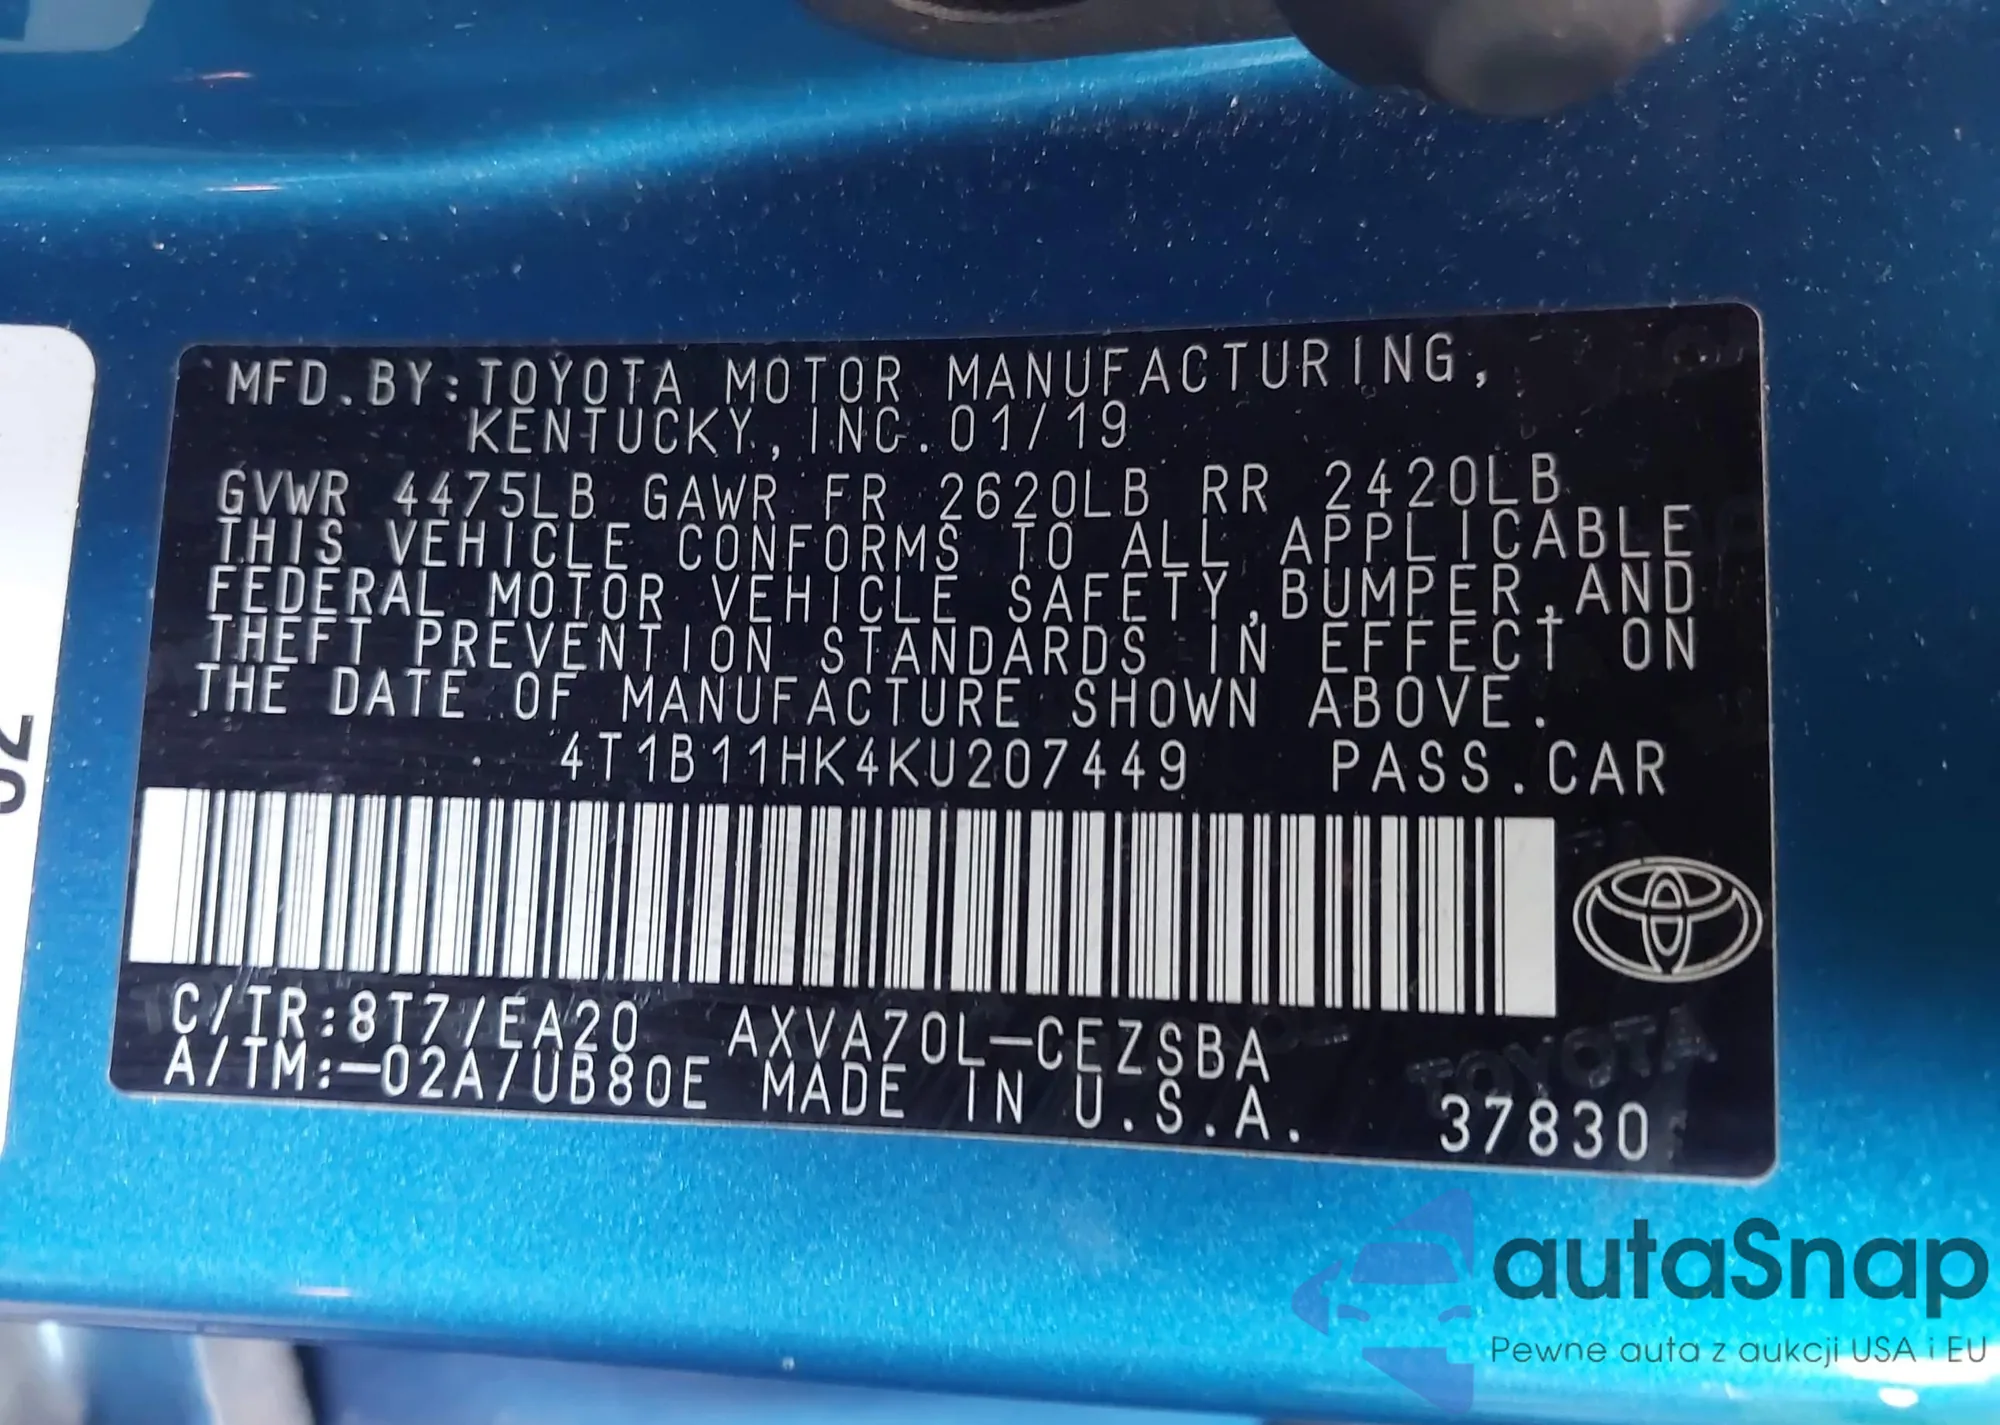 MFD.BY:TOYOTA MOTOR MANUFACTURING,
KENTUCKY,INC.01/19
GVWR 4475LB GAWR FR 2620LB RR 2420LB
THIS VEHICLE CONFORMS TO ALL APPLICABLE
FEDERAL MOTOR VEHICLE SAFETY,BUMPER,AND
THEFT PREVENTION STANDARDS IN EFFECT ON
THE DATE OF MANUFACTURE SHOWN ABOVE.
4T1B11HK4KU207449 PASS.CAR
C/TR:8T7/EA20 AXVA70L-CEZSBA
A/TM:-02A/UB80E MADE IN U.S.A.
TOYOTA
37830
autaSnap
Pewne auta z aukcji USA i EU